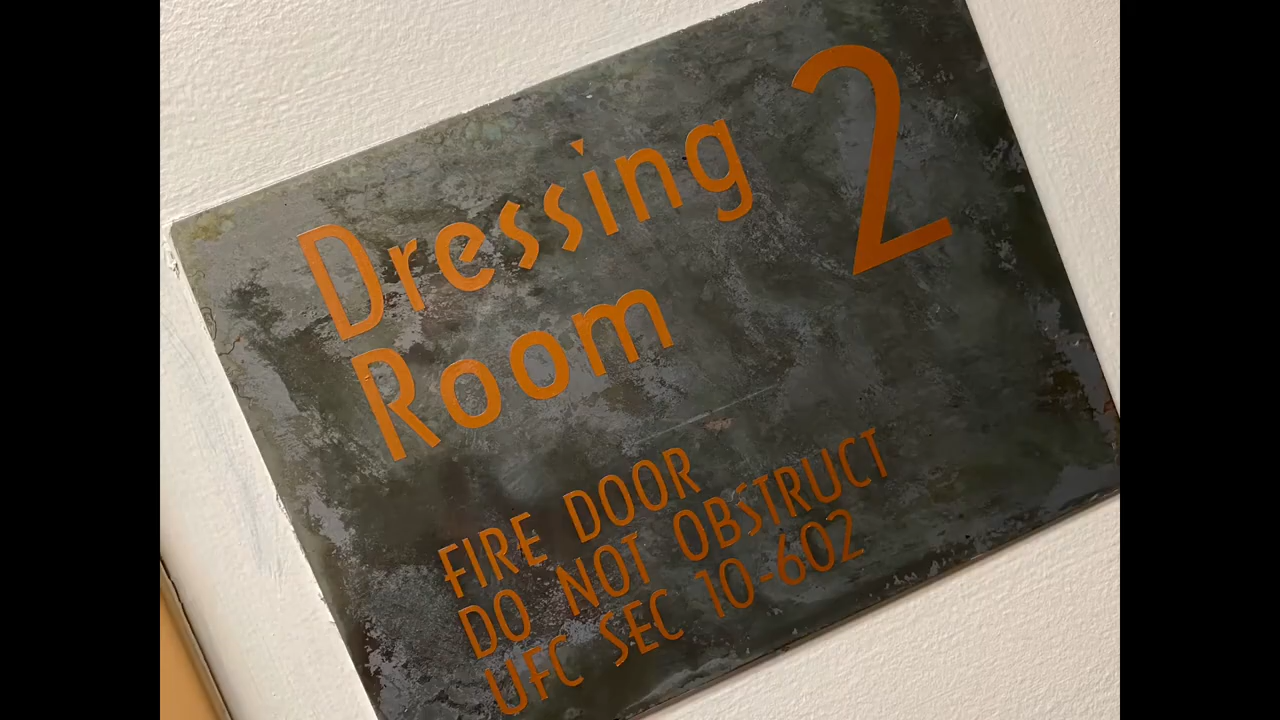 Dressing 2
Room
FIRE DOOR
DO NOT OBSTRUCT
UFC SEC 10-602